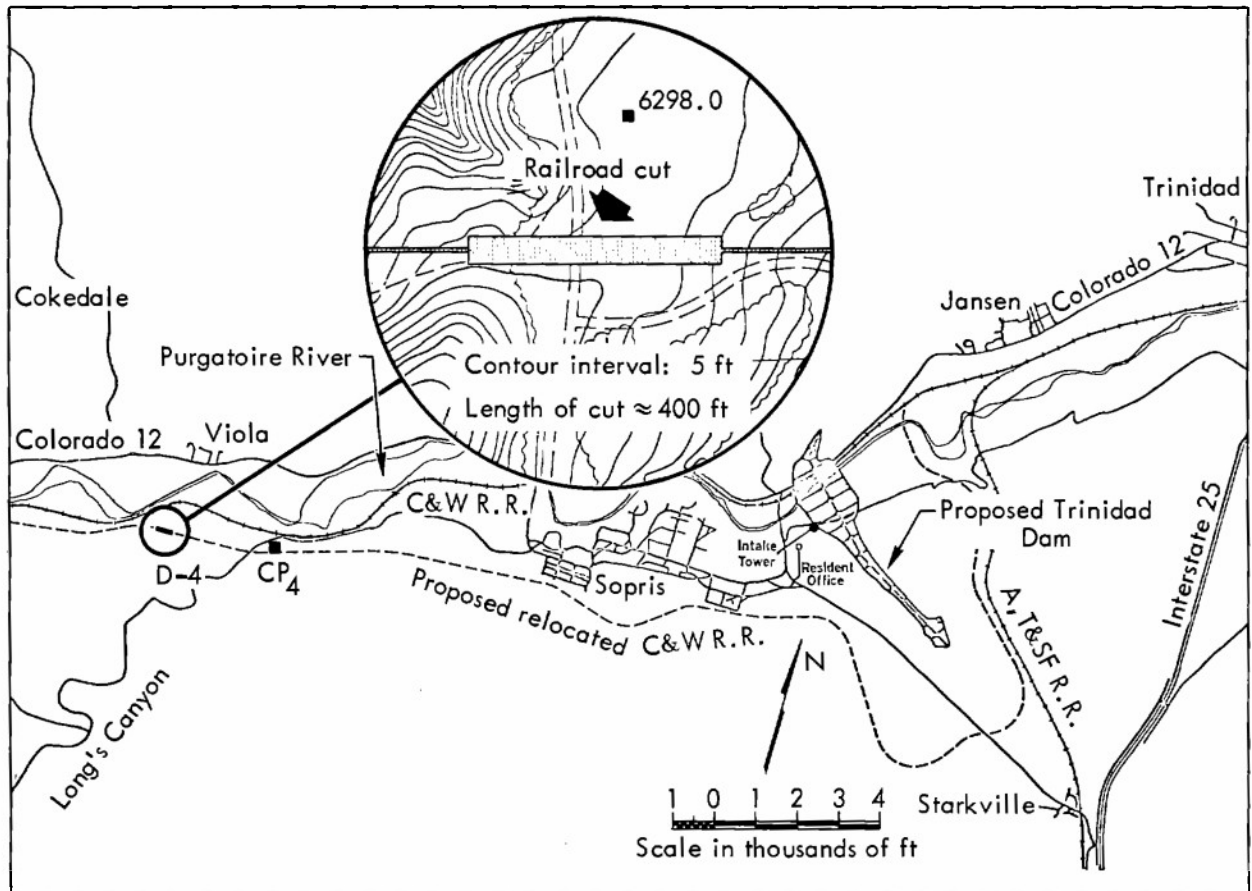 6298.0
Railroad cut
Contour interval: 5 ft
Length of cut ≈ 400 ft
Trinidad
Colorado 12
Jansen
Cokedale
Purgatoire River
Colorado 12
Viola
C&W R.R.
D-4
CP4
Sopris
Intake
Tower
Resident
Office
Proposed Trinidad
Dam
Proposed relocated C&W R.R.
Long's Canyon
A,T&SF R.R.
Interstate 25
N
Starkville
1 0 1 2 3 4
Scale in thousands of ft